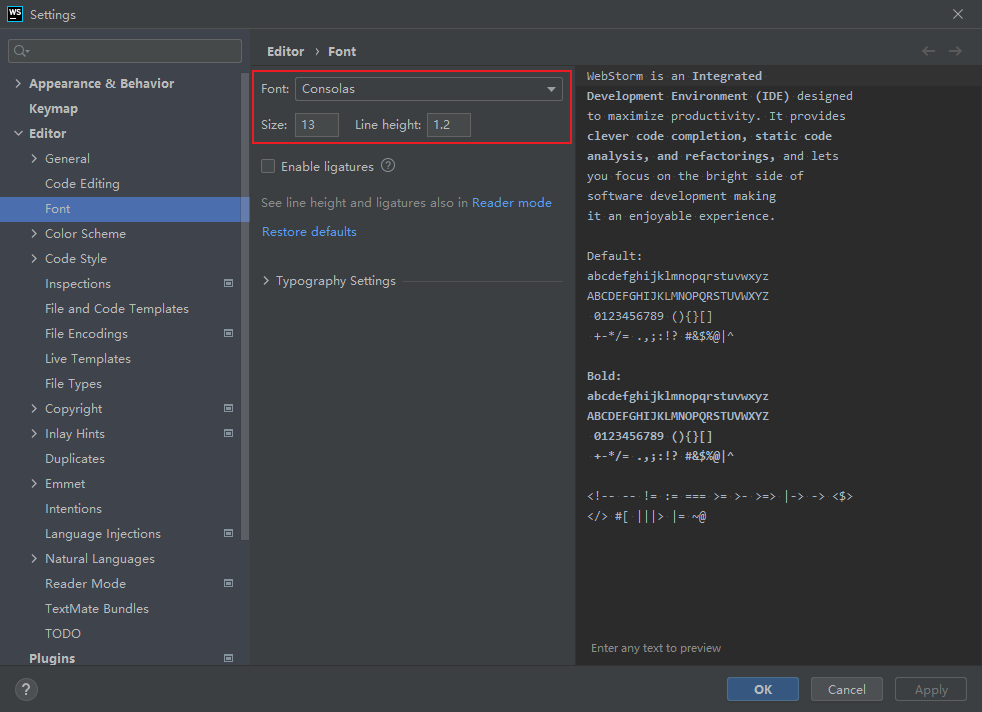 WS Settings
Appearance & Behavior
Keymap
Editor
General
Code Editing
Font
Color Scheme
Code Style
Inspections
File and Code Templates
File Encodings
Live Templates
File Types
Copyright
Inlay Hints
Duplicates
Emmet
Intentions
Language Injections
Natural Languages
Reader Mode
TextMate Bundles
TODO
Plugins
Editor › Font
Font: Consolas
Size: 13 Line height: 1.2
Enable ligatures ?
See line height and ligatures also in Reader mode
Restore defaults
Typography Settings
WebStorm is an Integrated
Development Environment (IDE) designed
to maximize productivity. It provides
clever code completion, static code
analysis, and refactorings, and lets
you focus on the bright side of
software development making
it an enjoyable experience.
Default:
abcdefghijklmnopqrstuvwxyz
ABCDEFGHIJKLMNOPQRSTUVWXYZ
0123456789 (){}[]
+-*/= .,;:!? #&$%@|^
Bold:
abcdefghijklmnopqrstuvwxyz
ABCDEFGHIJKLMNOPQRSTUVWXYZ
0123456789 (){}[]
+-*/= .,;:!? #&$%@|^
<!-- -- != := === >= >- >=> |-> -> <$>
</> #[ |||> |= ~@
Enter any text to preview
?
OK Cancel Apply